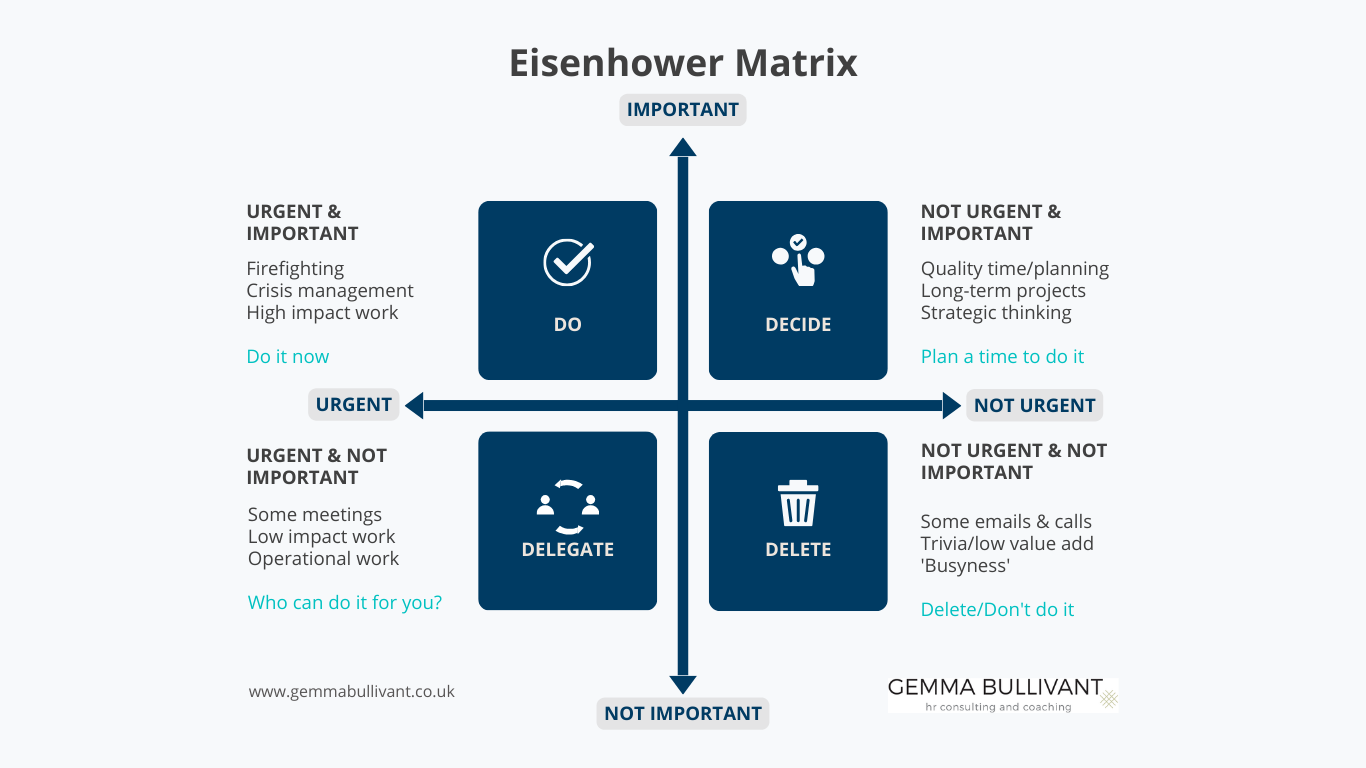 Eisenhower Matrix
IMPORTANT
URGENT &
IMPORTANT
Firefighting
Crisis management
High impact work
Do it now
DO
DECIDE
NOT URGENT &
IMPORTANT
Quality time/planning
Long-term projects
Strategic thinking
Plan a time to do it
URGENT
NOT URGENT
URGENT & NOT
IMPORTANT
Some meetings
Low impact work
Operational work
Who can do it for you?
DELEGATE
DELETE
NOT URGENT & NOT
IMPORTANT
Some emails & calls
Trivia/low value add
'Busyness'
Delete/Don't do it
NOT IMPORTANT
www.gemmabullivant.co.uk
GEMMA BULLIVANT
hr consulting and coaching